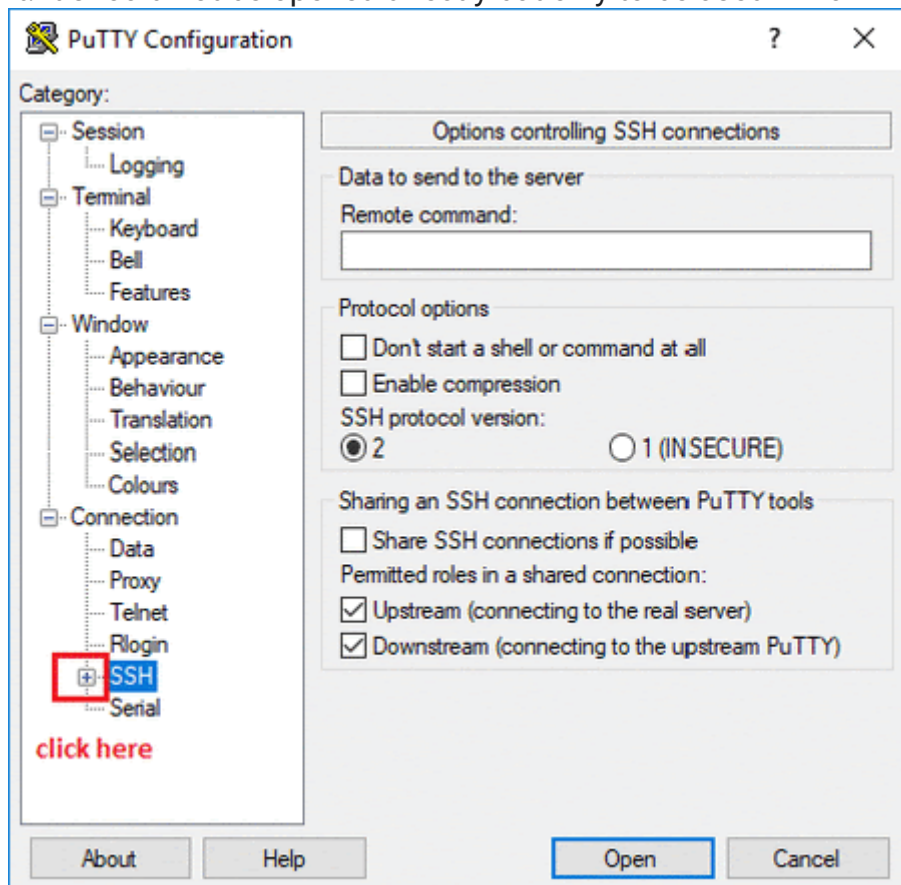 PuTTY Configuration
?
Category:
Session
Logging
Terminal
Keyboard
Bell
Features
Window
Appearance
Behaviour
Translation
Selection
Colours
Connection
Data
Proxy
Telnet
Rlogin
SSH
Serial
click here
Options controlling SSH connections
Data to send to the server
Remote command:
Protocol options
Don't start a shell or command at all
Enable compression
SSH protocol version:
2 1 (INSECURE)
Sharing an SSH connection between PuTTY tools
Share SSH connections if possible
Permitted roles in a shared connection:
Upstream (connecting to the real server)
Downstream (connecting to the upstream PuTTY)
About Help Open Cancel